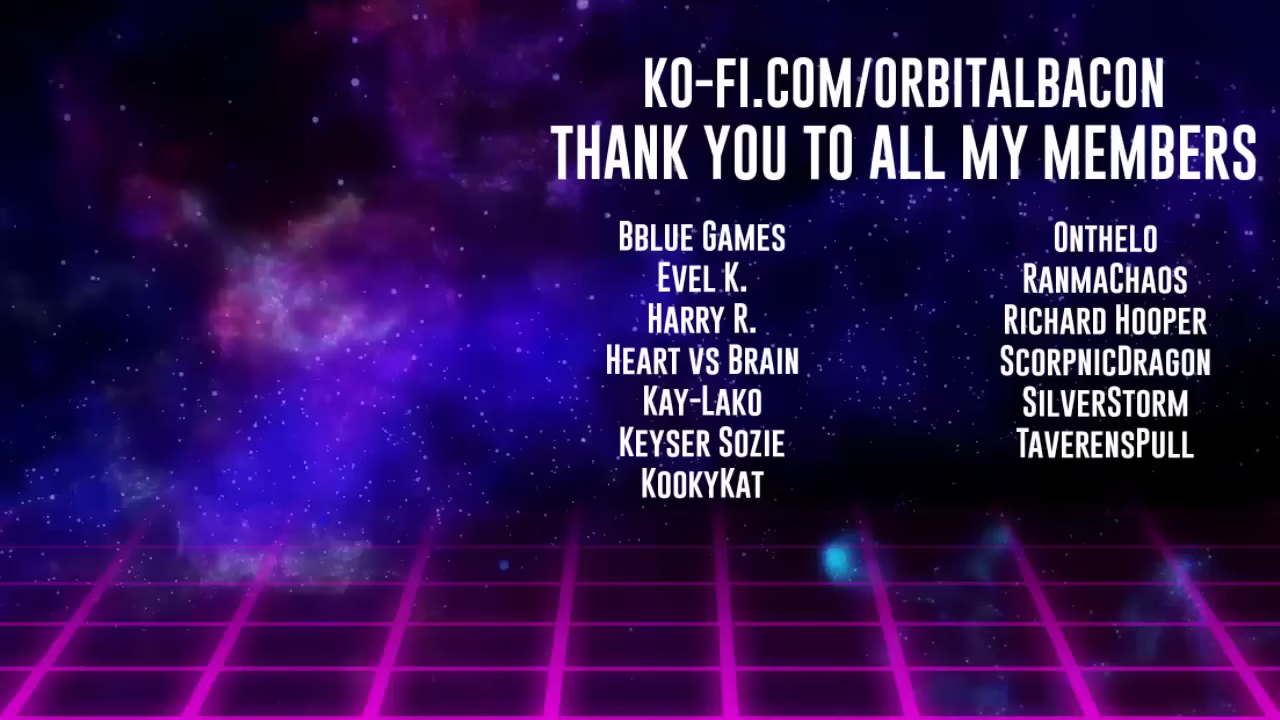 KO-FI.COM/ORBITALBACON
THANK YOU TO ALL MY MEMBERS
BBLUE GAMES
EVEL K.
HARRY R.
HEART VS BRAIN
KAY-LAKO
KEYSER SOZIE
KOOKYKAT
ONTHELO
RANMACHAOS
RICHARD HOOPER
SCORPNICDRAGON
SILVERSTORM
TAVERENSPULL